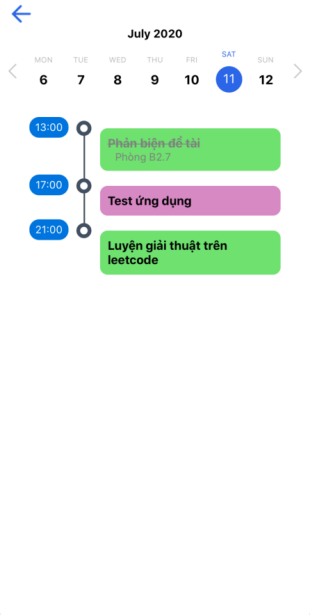 July 2020
MON TUE WED THU FRI SAT SUN
6 7 8 9 10 11 12
13:00
Phản biện đề tài
Phòng B2.7
17:00
Test ứng dụng
21:00
Luyện giải thuật trên
leetcode